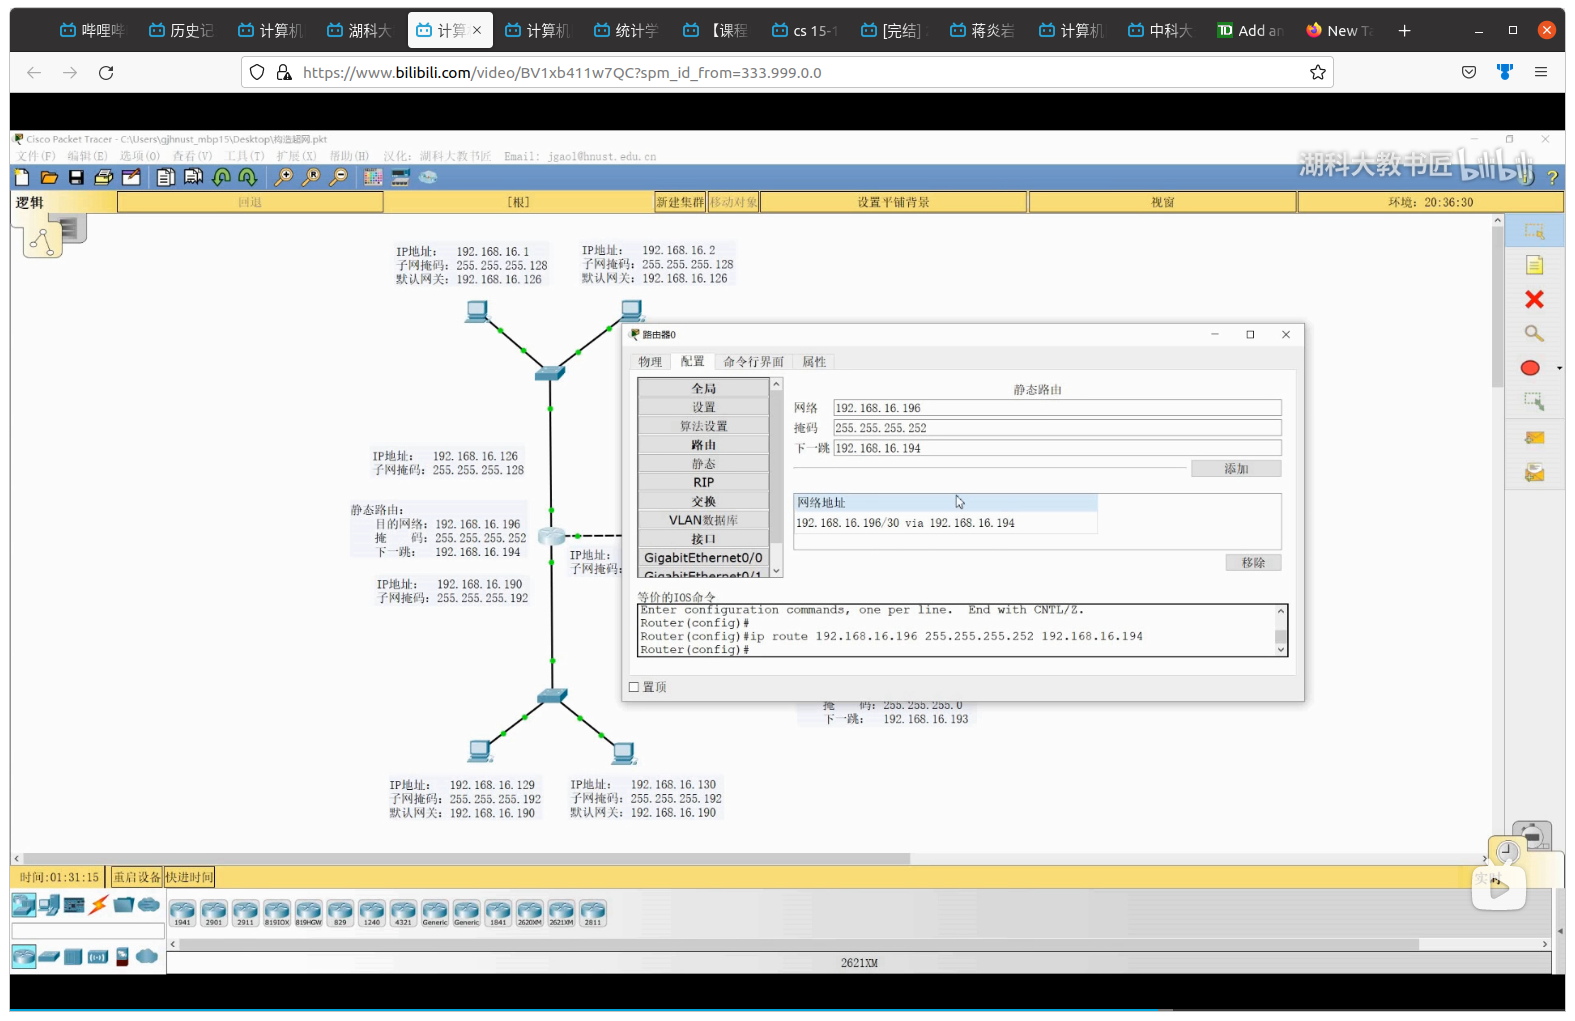 哔哩哔
历史记
计算机
湖科大
计算
计算机
统计学
【课程
cs 15-1
[完结]
蒋炎岩
计算机
中科大
Add an
New Ta
https://www.bilibili.com/video/BV1xb411w7QC?spm_id_from=333.999.0.0
Cisco Packet Tracer - C:\Users\gjhnust_mbp15\Desktop\构造超网.pkt
文件(F) 编辑(E) 选项(O) 查看(V) 工具(T) 扩展(X) 帮助(H) 汉化: 湖科大教书匠 Email: jgaol@hnust.edu.cn
湖科大教书匠 bilibili
逻辑
回退
[根]
新建集群
移动对象
设置平铺背景
视窗
环境: 20:36:30
IP地址: 192.168.16.1
子网掩码: 255.255.255.128
默认网关: 192.168.16.126
IP地址: 192.168.16.2
子网掩码: 255.255.255.128
默认网关: 192.168.16.126
IP地址: 192.168.16.126
子网掩码: 255.255.255.128
静态路由:
目的网络: 192.168.16.196
掩 码: 255.255.255.252
下一跳: 192.168.16.194
IP地址:
子网掩码:
IP地址: 192.168.16.190
子网掩码: 255.255.255.192
路由器0
物理
配置
命令行界面
属性
全局
设置
算法设置
路由
静态
RIP
交换
VLAN数据库
接口
GigabitEthernet0/0
GigabitEthernet0/1
静态路由
网络 192.168.16.196
掩码 255.255.255.252
下一跳 192.168.16.194
添加
网络地址
192.168.16.196/30 via 192.168.16.194
移除
等价的IOS命令
Enter configuration commands, one per line. End with CNTL/Z.
Router(config)#
Router(config)#ip route 192.168.16.196 255.255.255.252 192.168.16.194
Router(config)#
置顶
掩 码: 255.255.255.0
下一跳: 192.168.16.193
IP地址: 192.168.16.129
子网掩码: 255.255.255.192
默认网关: 192.168.16.190
IP地址: 192.168.16.130
子网掩码: 255.255.255.192
默认网关: 192.168.16.190
时间:01:31:15
重启设备
快进时间
实时
1941
2901
2911
819IOX
819HGW
829
1240
4321
Generic
Generic
1841
2620XM
2621XM
2811
2621XM